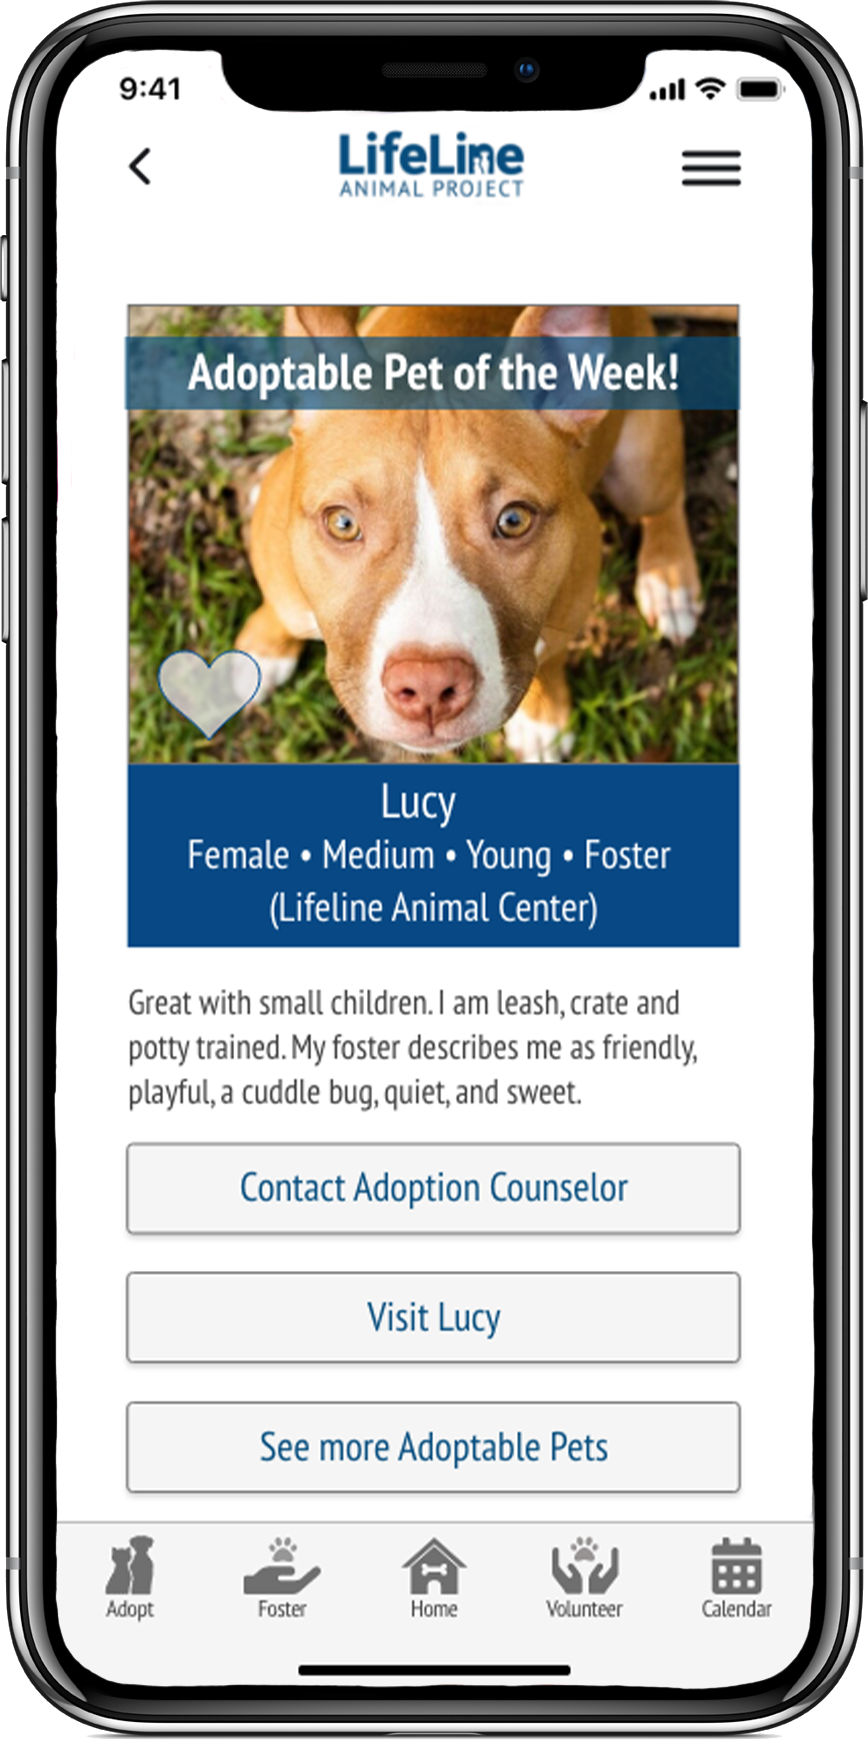 9:41
LifeLine
ANIMAL PROJECT
Adoptable Pet of the Week!
Lucy
Female • Medium • Young • Foster
(Lifeline Animal Center)
Great with small children. I am leash, crate and
potty trained. My foster describes me as friendly,
playful, a cuddle bug, quiet, and sweet.
Contact Adoption Counselor
Visit Lucy
See more Adoptable Pets
Adopt Foster Home Volunteer Calendar